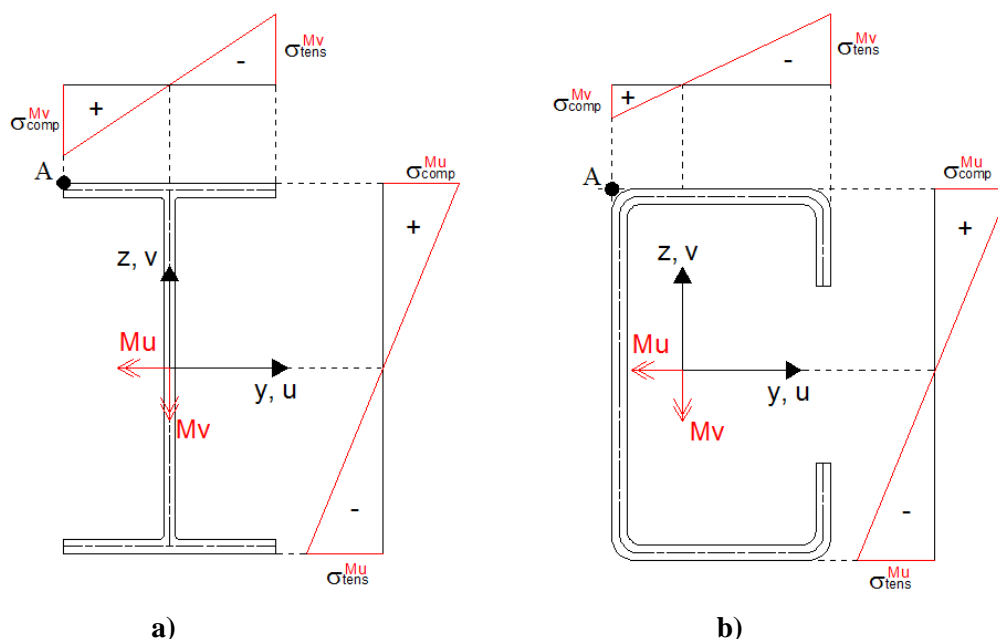 σ^Mv_tens
-
+
σ^Mv_comp
A
σ^Mu_comp
+
z, v
Mu
y, u
Mv
-
σ^Mu_tens
a)
σ^Mv_tens
-
+
σ^Mv_comp
A
σ^Mu_comp
+
z, v
Mu
y, u
Mv
-
σ^Mu_tens
b)